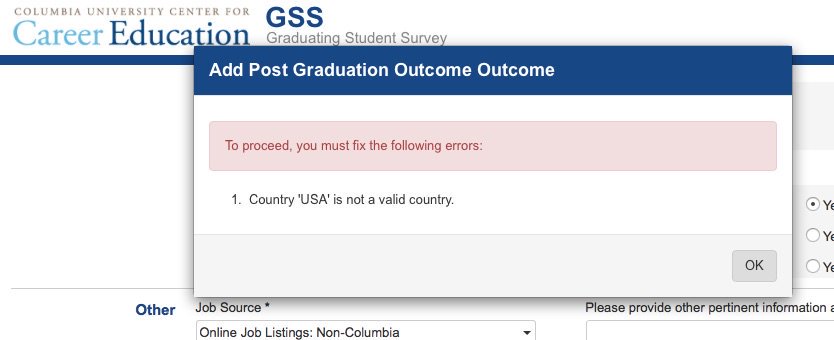 COLUMBIA UNIVERSITY CENTER FOR
Career Education
GSS
Graduating Student Survey
Add Post Graduation Outcome Outcome
To proceed, you must fix the following errors:
1. Country 'USA' is not a valid country.
OK
Ye
Ye
Ye
Other
Job Source *
Online Job Listings: Non-Columbia
Please provide other pertinent information a